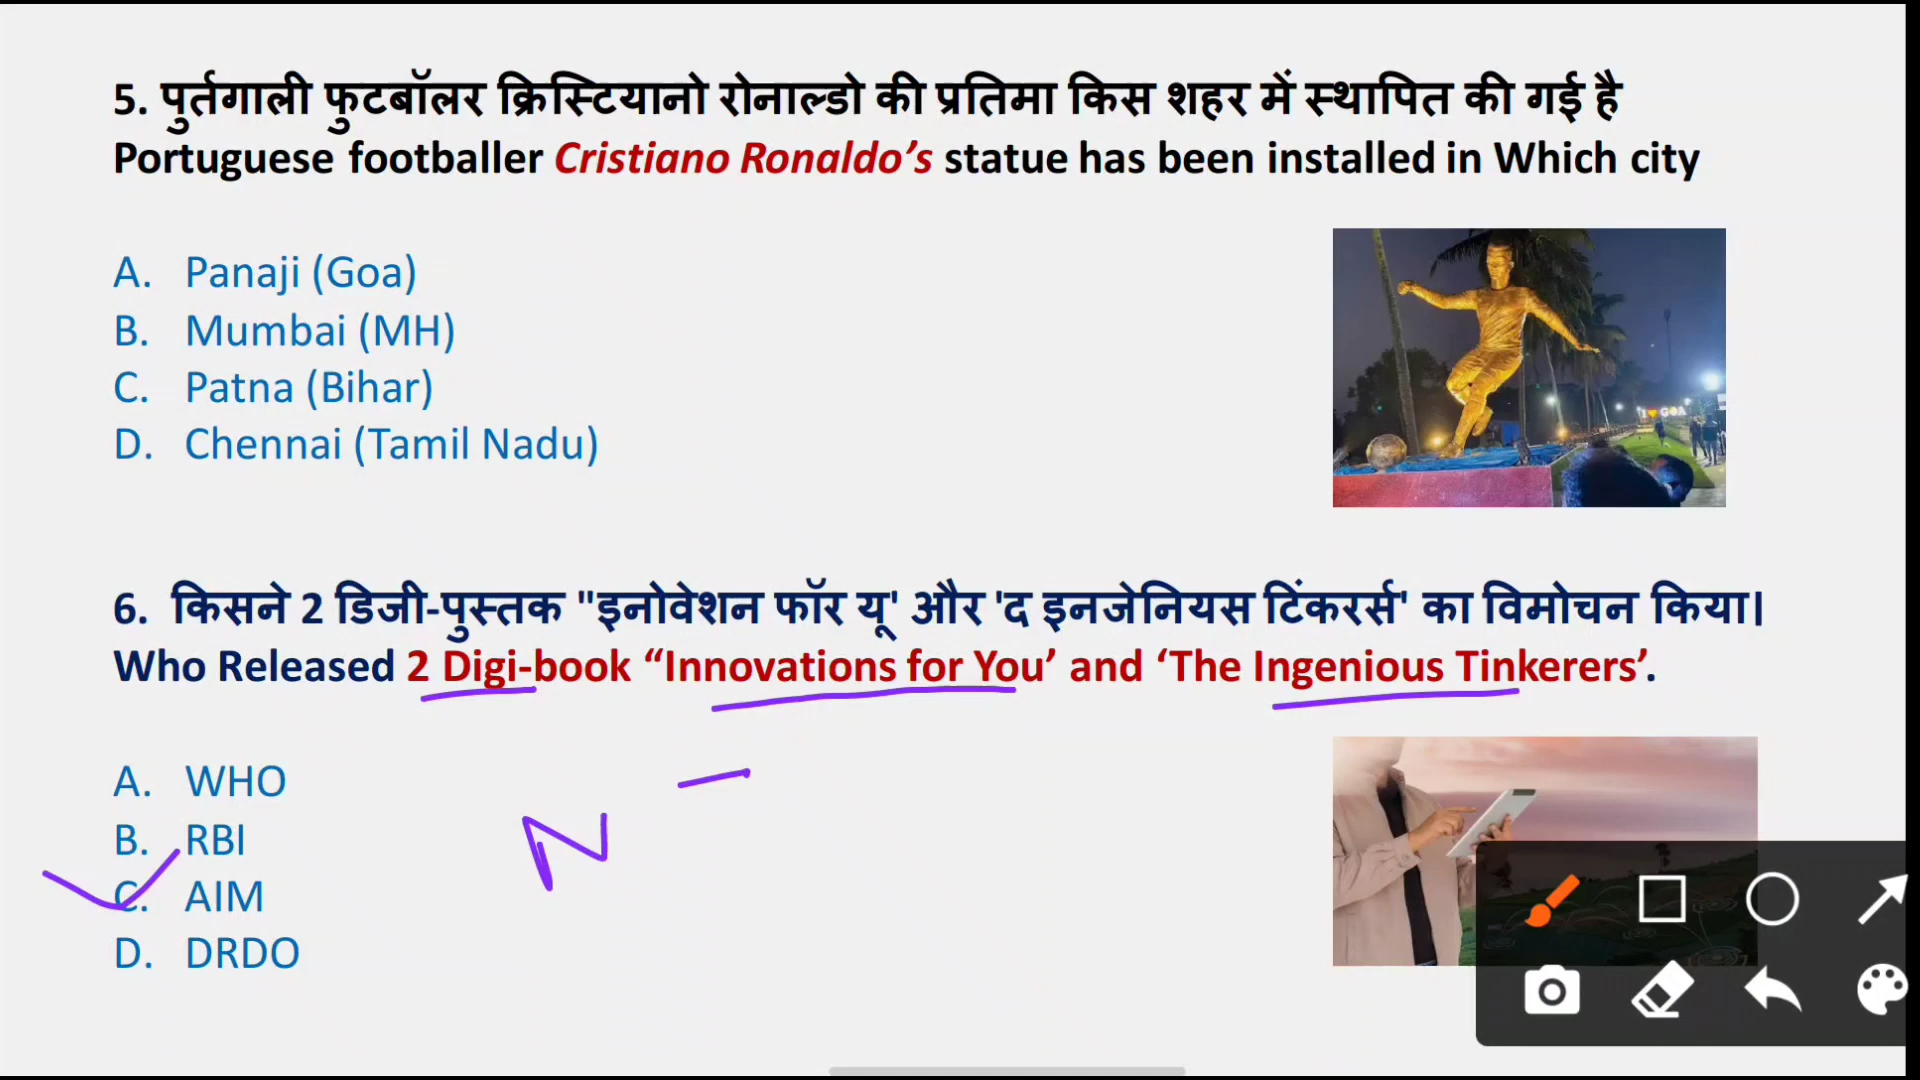 5. पुर्तगाली फुटबॉलर क्रिस्टियानो रोनाल्डो की प्रतिमा किस शहर में स्थापित की गई है
Portuguese footballer Cristiano Ronaldo’s statue has been installed in Which city
A. Panaji (Goa)
B. Mumbai (MH)
C. Patna (Bihar)
D. Chennai (Tamil Nadu)
I GOA
6. किसने 2 डिजी-पुस्तक "इनोवेशन फॉर यू' और 'द इनजेनियस टिंकरर्स' का विमोचन किया।
Who Released 2 Digi-book “Innovations for You’ and ‘The Ingenious Tinkerers’.
A. WHO
B. RBI
C. AIM
D. DRDO
N